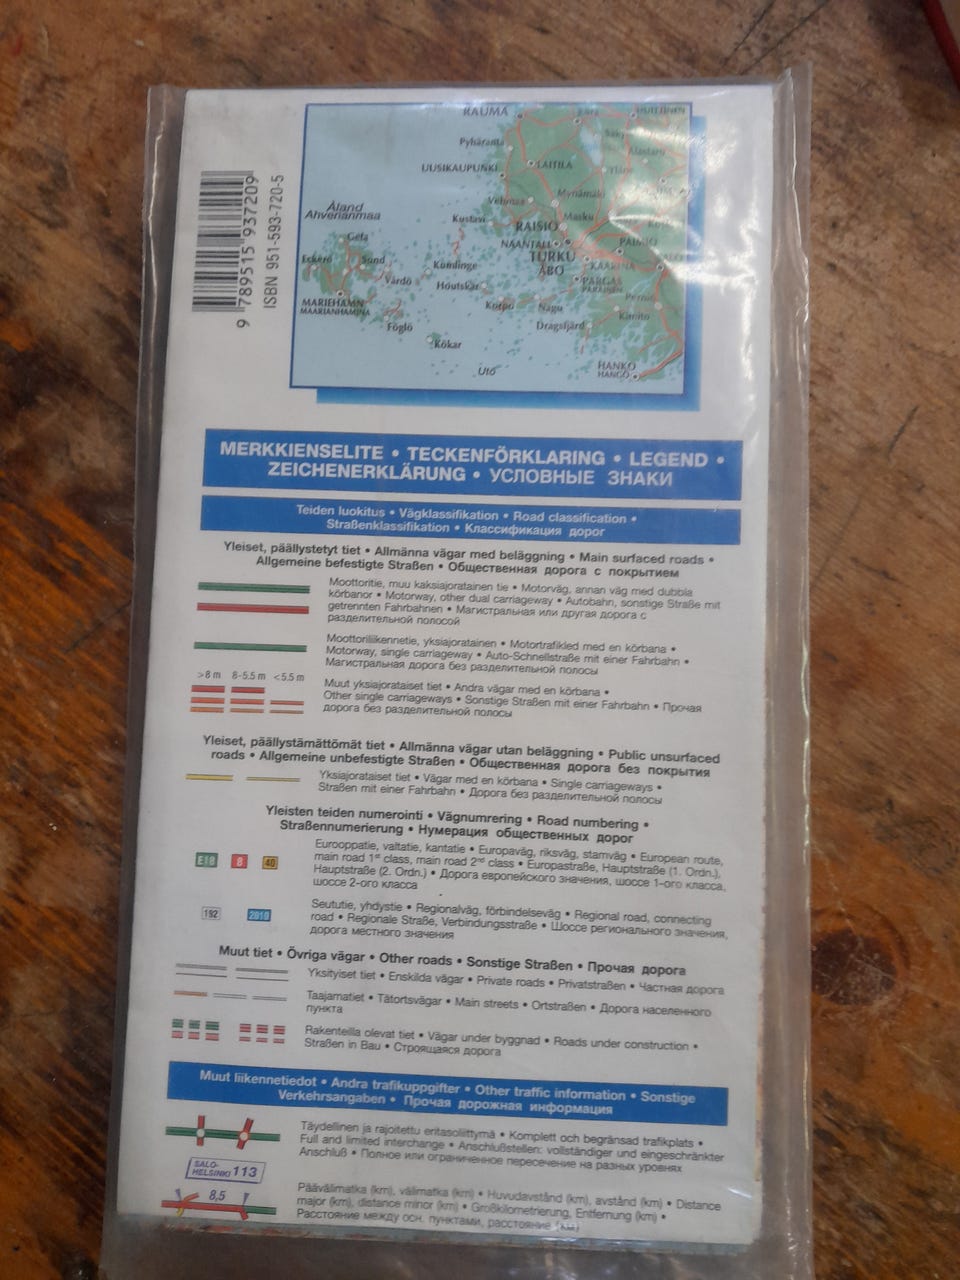 RAUMA
Pyhäranta
UUSIKAUPUNKI
LAITILA
Alastaro
Yläne
Vehmaa
Mynämäki
Åland
Ahvenanmaa
Kustavi
Masku
RAISIO
Geta
NAANTALI
PAIMIO
TURKU
ÅBO
Eckerö
Sund
Kumlinge
KAARINA
Vårdö
Houtskär
PARGAS
PARAINEN
MARIEHAMN
MAARIANHAMINA
Korpo
Nagu
Perniö
Kimito
Föglö
Dragsfjärd
Kökar
Utö
HANKO
HANGÖ
9 789515 937209
ISBN 951-593-720-5
MERKKIENSELITE • TECKENFÖRKLARING • LEGEND •
ZEICHENERKLÄRUNG • УСЛОВНЫЕ ЗНАКИ
Teiden luokitus • Vägklassifikation • Road classification •
Straßenklassifikation • Классификация дорог
Yleiset, päällystetyt tiet • Allmänna vägar med beläggning • Main surfaced roads •
Allgemeine befestigte Straßen • Общественная дорога с покрытием
Moottoritie, muu kaksiajoratainen tie • Motorväg, annan väg med dubbla
körbanor • Motorway, other dual carriageway • Autobahn, sonstige Straße mit
getrennten Fahrbahnen • Магистральная или другая дорога с
разделительной полосой
Moottoriliikennetie, yksiajoratainen • Motortrafikled med en körbana •
Motorway, single carriageway • Auto-Schnellstraße mit einer Fahrbahn •
Магистральная дорога без разделительной полосы
>8 m 8-5.5 m <5.5 m
Muut yksiajorataiset tiet • Andra vägar med en körbana •
Other single carriageways • Sonstige Straßen mit einer Fahrbahn • Прочая
дорога без разделительной полосы
Yleiset, päällystämättömät tiet • Allmänna vägar utan beläggning • Public unsurfaced
roads • Allgemeine unbefestigte Straßen • Общественная дорога без покрытия
Yksiajorataiset tiet • Vägar med en körbana • Single carriageways •
Straßen mit einer Fahrbahn • Дорога без разделительной полосы
Yleisten teiden numerointi • Vägnumrering • Road numbering •
Straßennumerierung • Нумерация общественных дорог
E18 8 40
Eurooppatie, valtatie, kantatie • Europaväg, riksväg, stamväg • European route,
main road 1st class, main road 2nd class • Europastraße, Hauptstraße (1. Ordn.),
Hauptstraße (2. Ordn.) • Дорога европейского значения, шоссе 1-ого класса,
шоссе 2-ого класса
192 2010
Seututie, yhdystie • Regionalväg, förbindelseväg • Regional road, connecting
road • Regionale Straße, Verbindungsstraße • Шоссе регионального значения,
дорога местного значения
Muut tiet • Övriga vägar • Other roads • Sonstige Straßen • Прочая дорога
Yksityiset tiet • Enskilda vägar • Private roads • Privatstraßen • Частная дорога
Taajamatiet • Tätortsvägar • Main streets • Ortstraßen • Дорога населенного
пункта
Rakenteilla olevat tiet • Vägar under byggnad • Roads under construction •
Straßen in Bau • Строящаяся дорога
Muut liikennetiedot • Andra trafikuppgifter • Other traffic information • Sonstige
Verkehrsangaben • Прочая дорожная информация
Täydellinen ja rajoitettu eritasoliittymä • Komplett och begränsad trafikplats •
Full and limited interchange • Anschlußstellen: vollständiger und eingeschränkter
Anschluß • Полное или ограниченное пересечение на разных уровнях
SALO-
HELSINKI 113
8,5
Päävälimatka (km), välimatka (km) • Huvudavstånd (km), avstånd (km) • Distance
major (km), distance minor (km) • Großkilometrierung, Entfernung (km) •
Расстояние между осн. пунктами, расстояние (км)